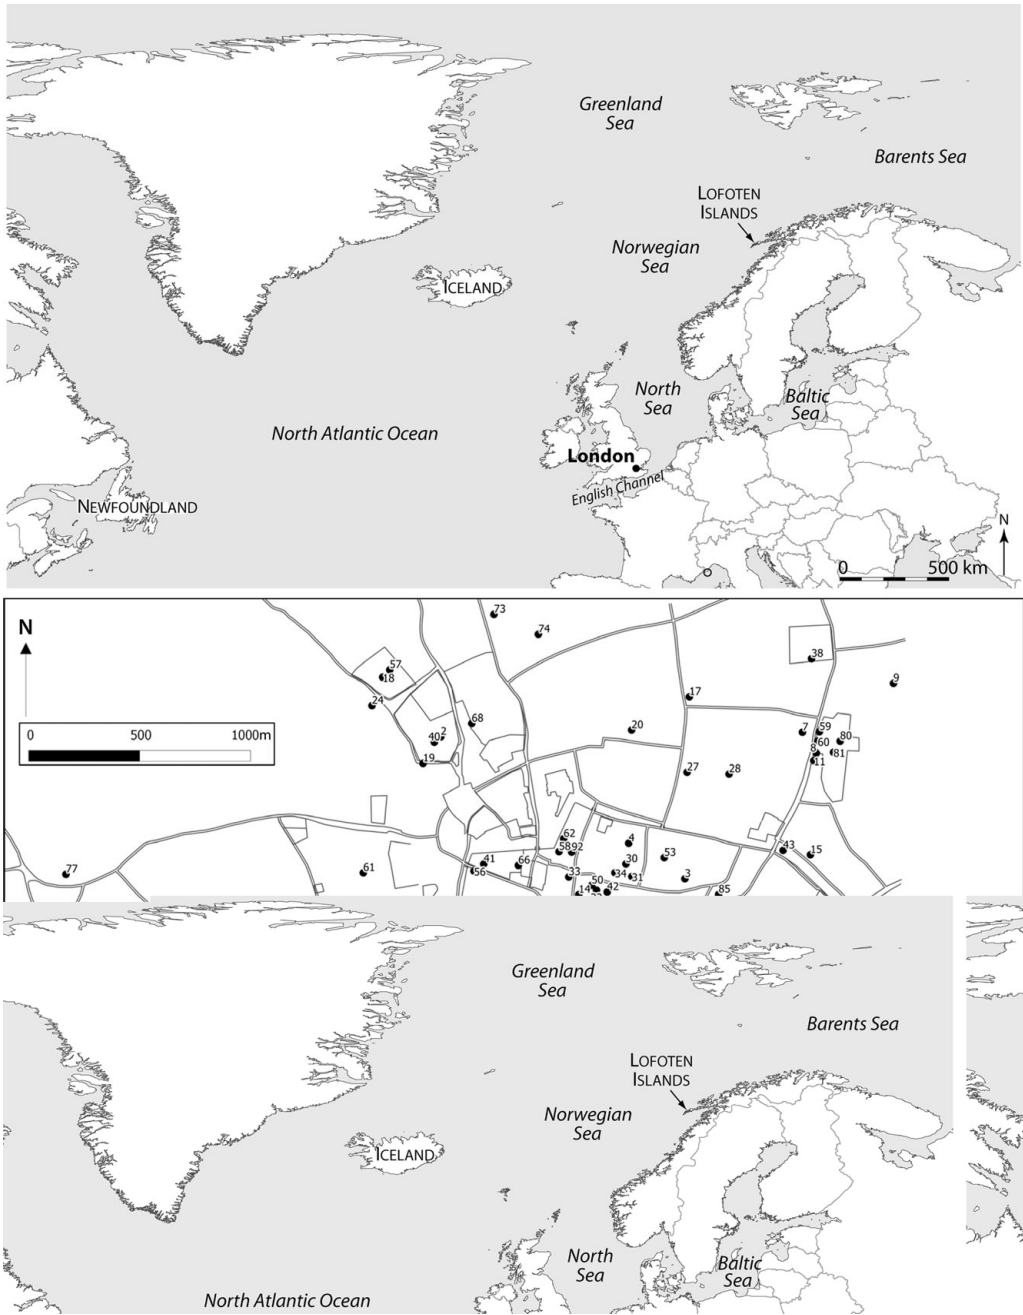 Greenland
Sea
Barents Sea
LOFOTEN
ISLANDS
Norwegian
Sea
ICELAND
North
Sea
Baltic
Sea
North Atlantic Ocean
London
English Channel
NEWFOUNDLAND
N
0 500 km
73
74
N
38
57
18
9
17
24
68
20
7
59
2
40
60
80
8
81
11
19
0 500 1000m
27
28
62
4
58
92
43
15
53
30
41
66
56
61
77
33
34
31
3
50
42
14
85
Greenland
Sea
Barents Sea
LOFOTEN
ISLANDS
Norwegian
Sea
ICELAND
North
Sea
Baltic
Sea
North Atlantic Ocean